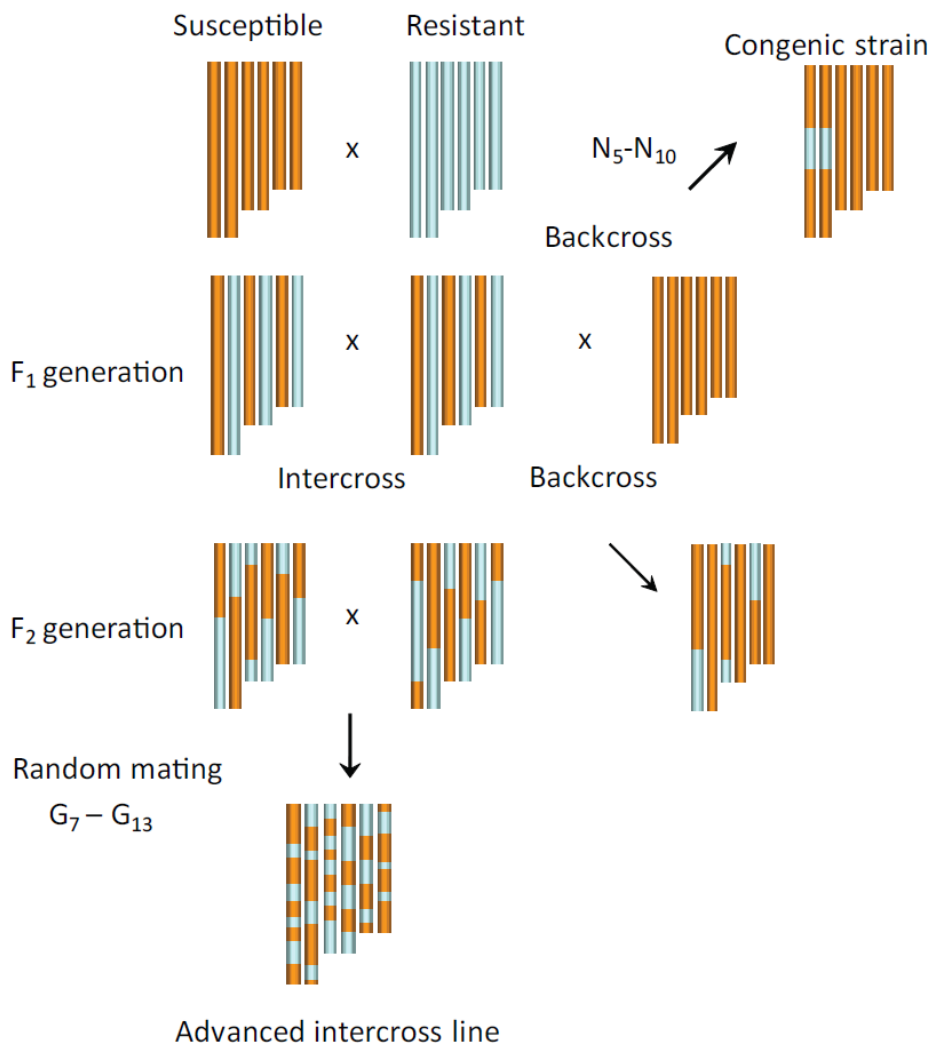 Susceptible
Resistant
Congenic strain
x
N₅-N₁₀
Backcross
F₁ generation
x
x
Intercross
Backcross
F₂ generation
x
Random mating
G₇ – G₁₃
Advanced intercross line